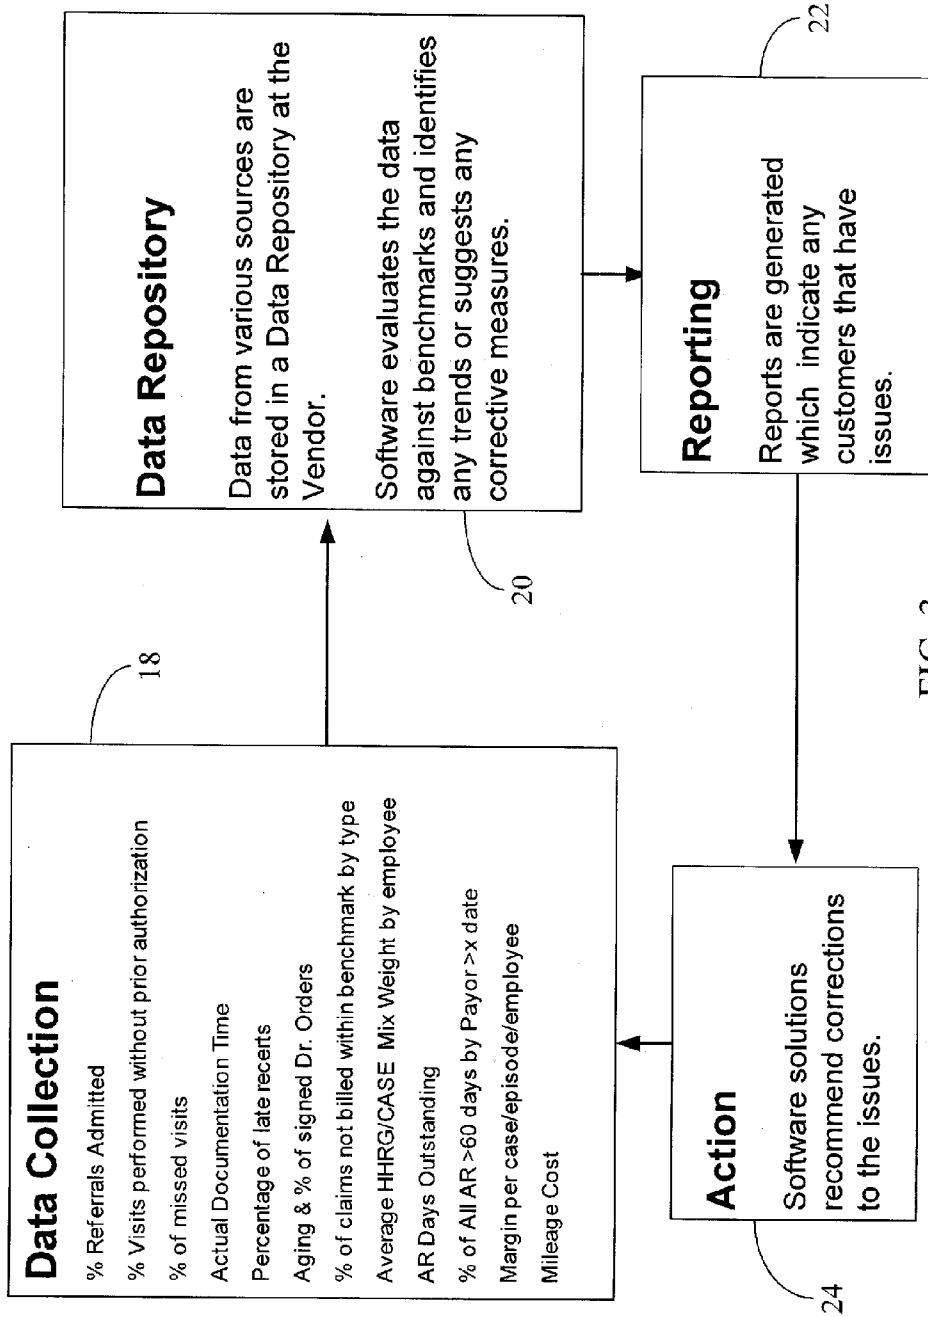 Data Collection
% Referrals Admitted
% Visits performed without prior authorization
% of missed visits
Actual Documentation Time
Percentage of late recerts
Aging & % of signed Dr. Orders
% of claims not billed within benchmark by type
Average HHRG/CASE Mix Weight by employee
AR Days Outstanding
% of All AR >60 days by Payor >x date
Margin per case/episode/employee
Mileage Cost
18
Data Repository
Data from various sources are
stored in a Data Repository at the
Vendor.
Software evaluates the data
against benchmarks and identifies
any trends or suggests any
corrective measures.
20
Reporting
Reports are generated
which indicate any
customers that have
issues.
22
Action
Software solutions
recommend corrections
to the issues.
24
FIG.